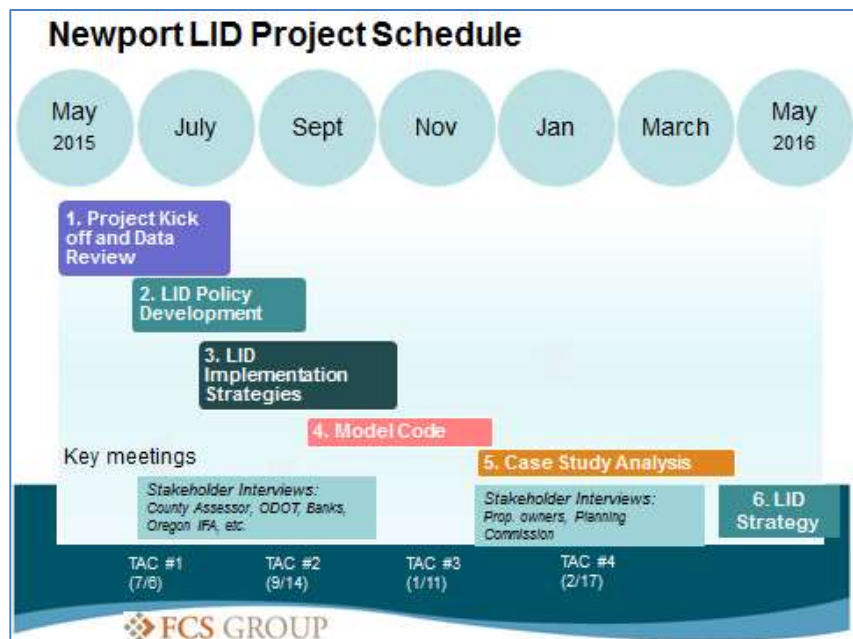 Newport LID Project Schedule
May
2015
July
Sept
Nov
Jan
March
May
2016
1. Project Kick
off and Data
Review
2. LID Policy
Development
3. LID
Implementation
Strategies
4. Model Code
Key meetings
5. Case Study Analysis
Stakeholder Interviews:
County Assessor, ODOT, Banks,
Oregon IFA, etc.
Stakeholder Interviews:
Prop. owners, Planning
Commission
6. LID
Strategy
TAC #1
(7/6)
TAC #2
(9/14)
TAC #3
(1/11)
TAC #4
(2/17)
FCS GROUP